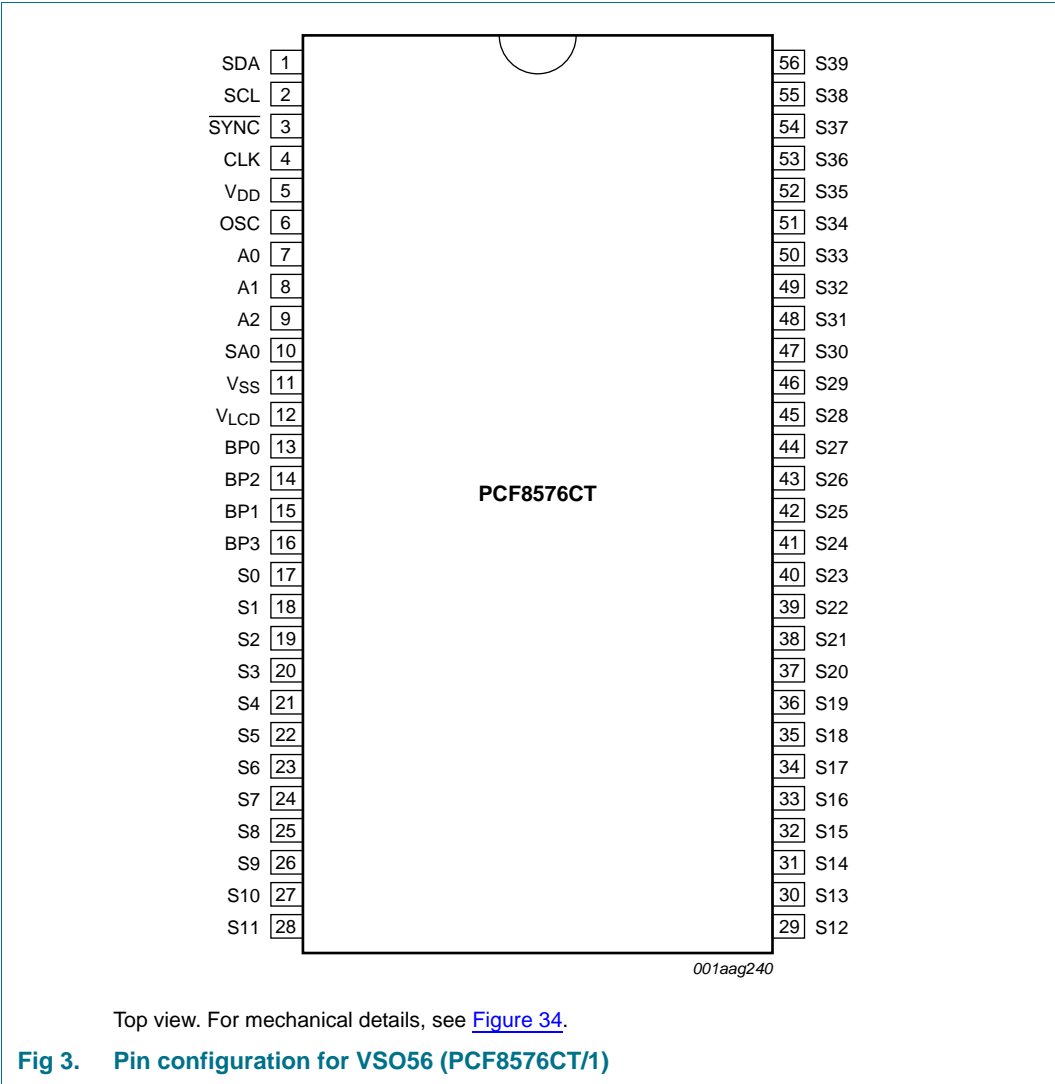 SDA 1 56 S39
SCL 2 55 S38
SYNC 3 54 S37
CLK 4 53 S36
VDD 5 52 S35
OSC 6 51 S34
A0 7 50 S33
A1 8 49 S32
A2 9 48 S31
SA0 10 47 S30
VSS 11 46 S29
VLCD 12 45 S28
BP0 13 44 S27
BP2 14 43 S26
PCF8576CT
BP1 15 42 S25
BP3 16 41 S24
S0 17 40 S23
S1 18 39 S22
S2 19 38 S21
S3 20 37 S20
S4 21 36 S19
S5 22 35 S18
S6 23 34 S17
S7 24 33 S16
S8 25 32 S15
S9 26 31 S14
S10 27 30 S13
S11 28 29 S12
001aag240
Top view. For mechanical details, see Figure 34.
Fig 3. Pin configuration for VSO56 (PCF8576CT/1)